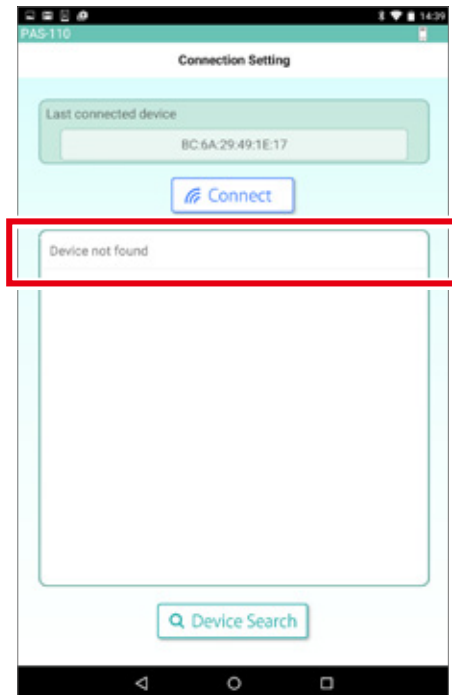 14:39
PAS-110
Connection Setting
Last connected device
BC:6A:29:49:1E:17
Connect
Device not found
Device Search